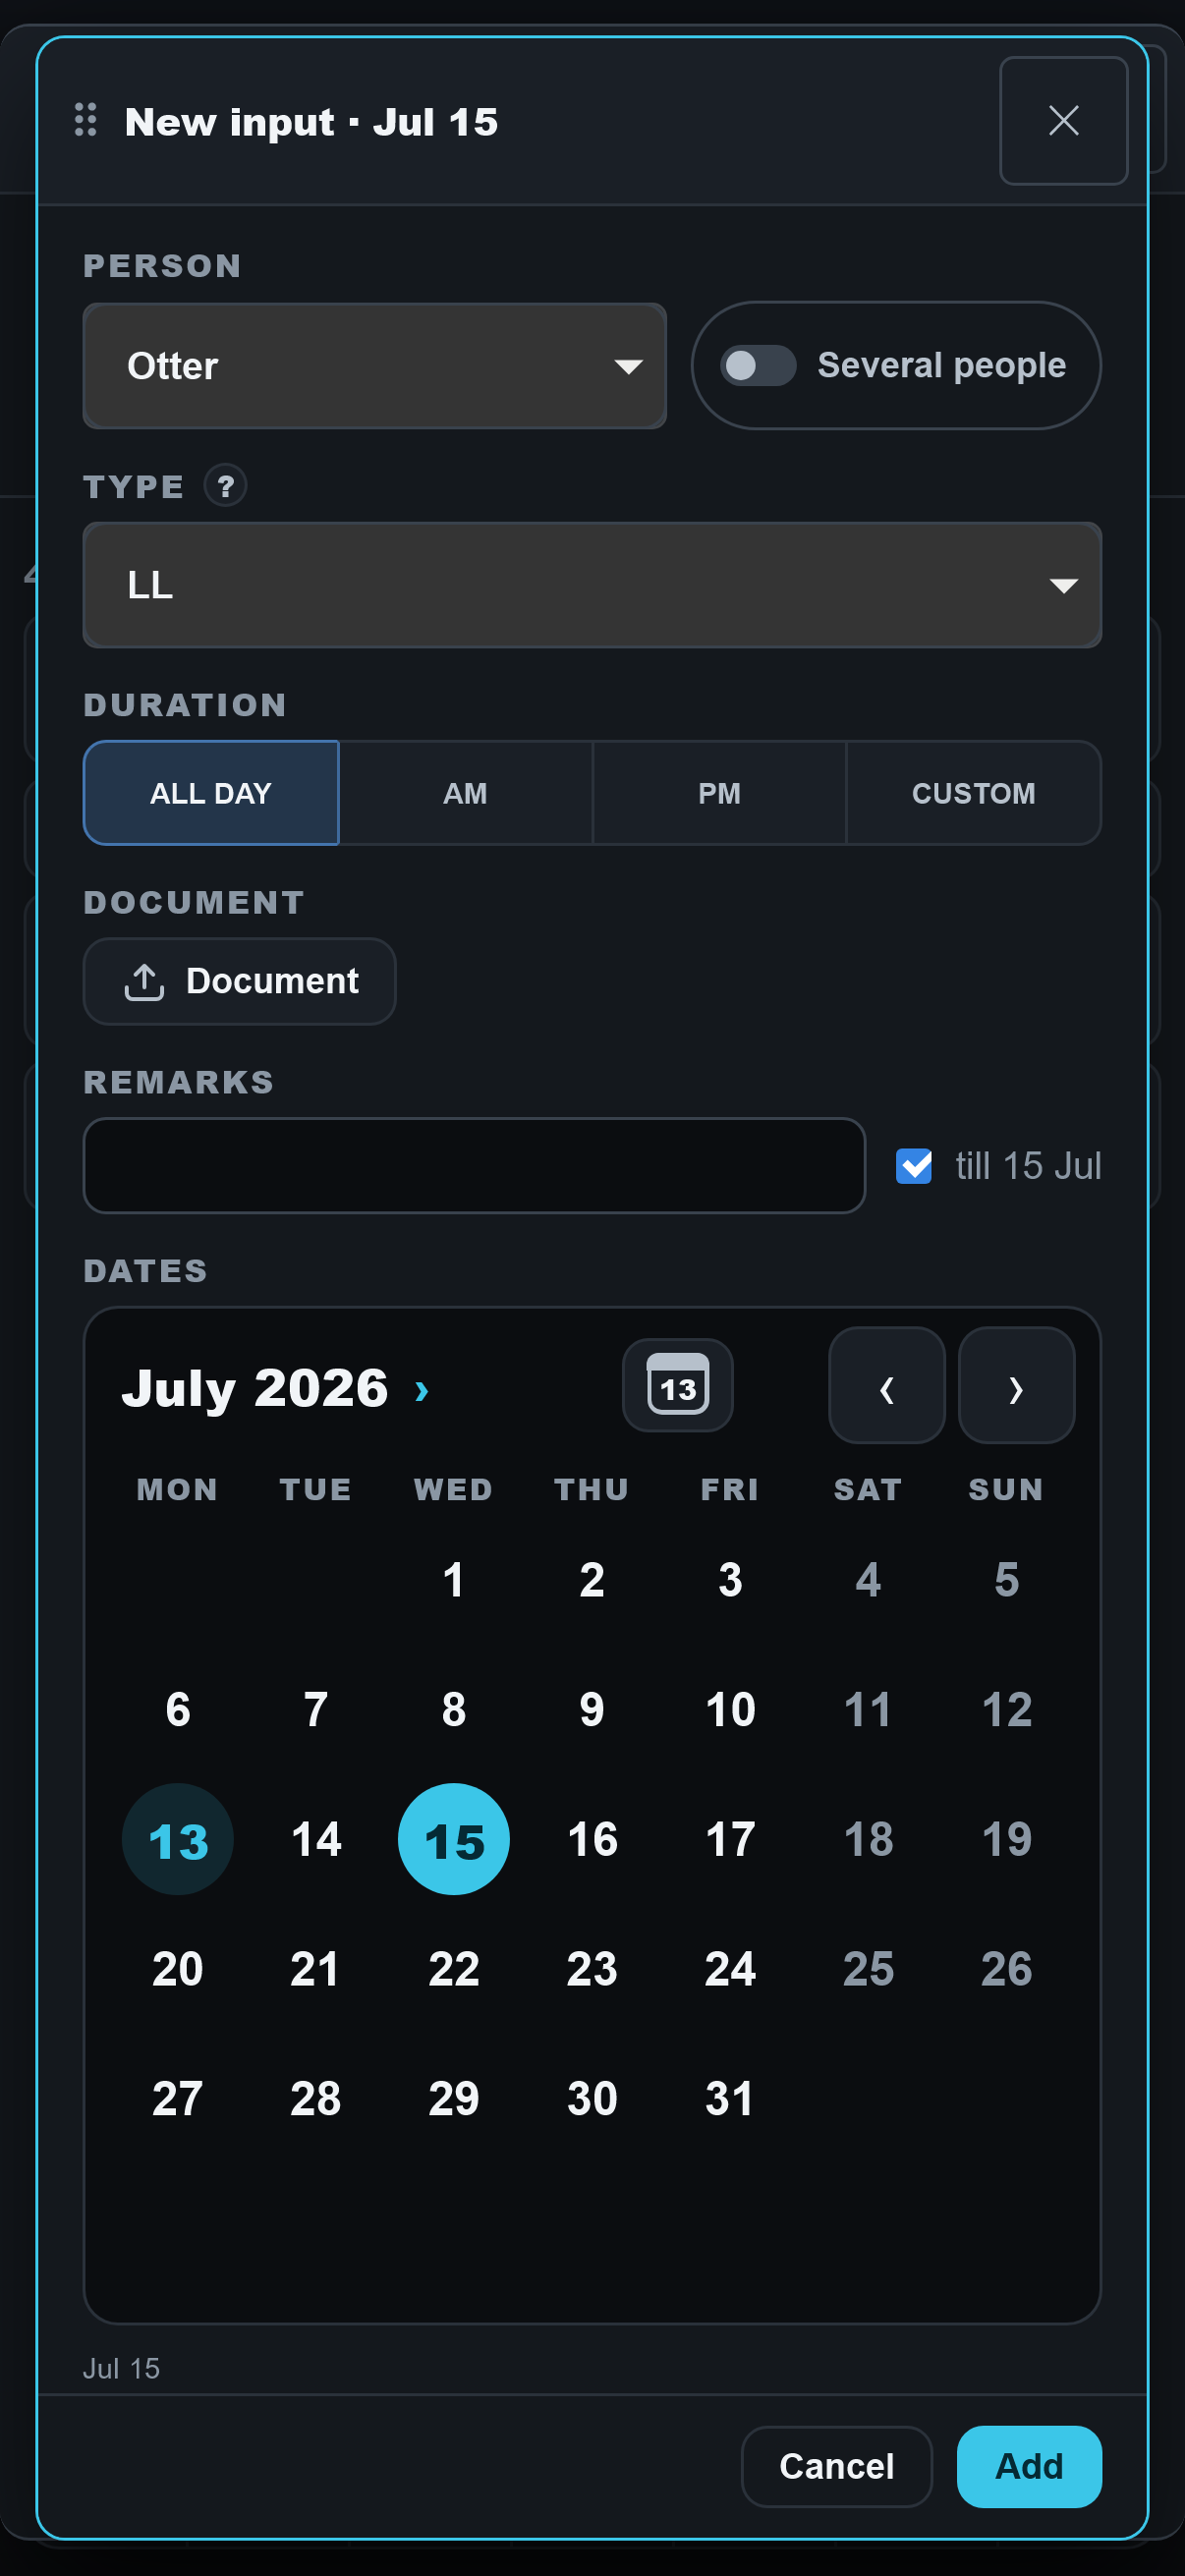 New input · Jul 15
PERSON
Otter
Several people
TYPE ?
LL
DURATION
ALL DAY AM PM CUSTOM
DOCUMENT
Document
REMARKS
till 15 Jul
DATES
July 2026 › 13 ‹ ›
MON TUE WED THU FRI SAT SUN
1 2 3 4 5
6 7 8 9 10 11 12
13 14 15 16 17 18 19
20 21 22 23 24 25 26
27 28 29 30 31
Jul 15
Cancel Add